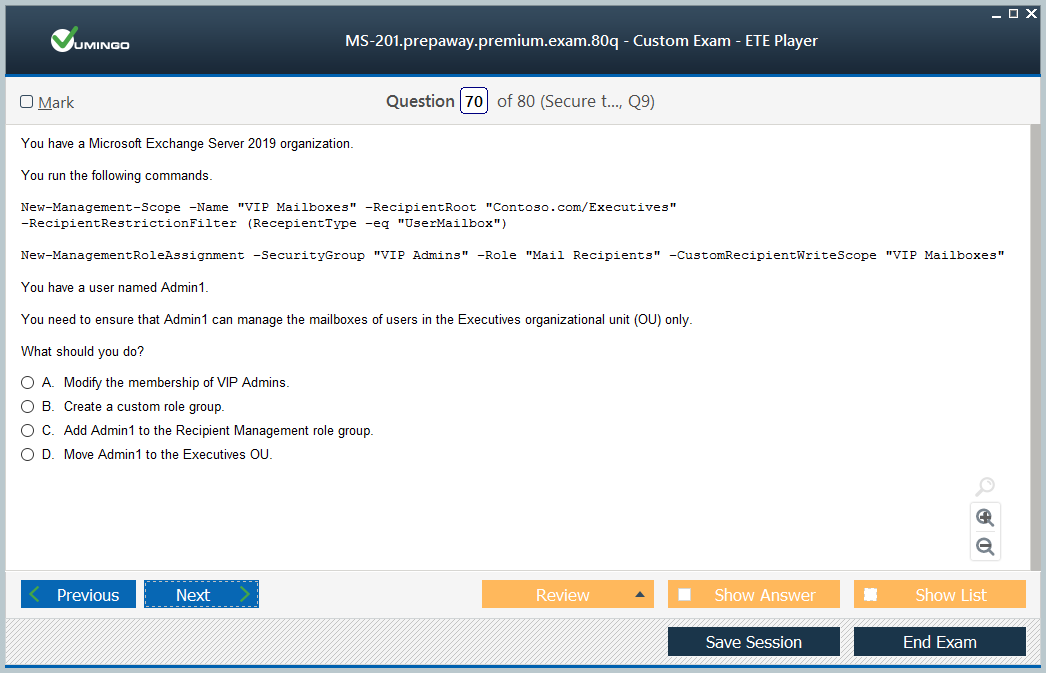 VUMINGO
MS-201.prepaway.premium.exam.80q - Custom Exam - ETE Player
Mark
Question 70 of 80 (Secure t..., Q9)
You have a Microsoft Exchange Server 2019 organization.
You run the following commands.
New-Management-Scope –Name "VIP Mailboxes" –RecipientRoot "Contoso.com/Executives"
–RecipientRestrictionFilter (RecepientType –eq "UserMailbox")
New-ManagementRoleAssignment –SecurityGroup "VIP Admins" –Role "Mail Recipients" –CustomRecipientWriteScope "VIP Mailboxes"
You have a user named Admin1.
You need to ensure that Admin1 can manage the mailboxes of users in the Executives organizational unit (OU) only.
What should you do?
A. Modify the membership of VIP Admins.
B. Create a custom role group.
C. Add Admin1 to the Recipient Management role group.
D. Move Admin1 to the Executives OU.
Previous
Next
Review
Show Answer
Show List
Save Session
End Exam